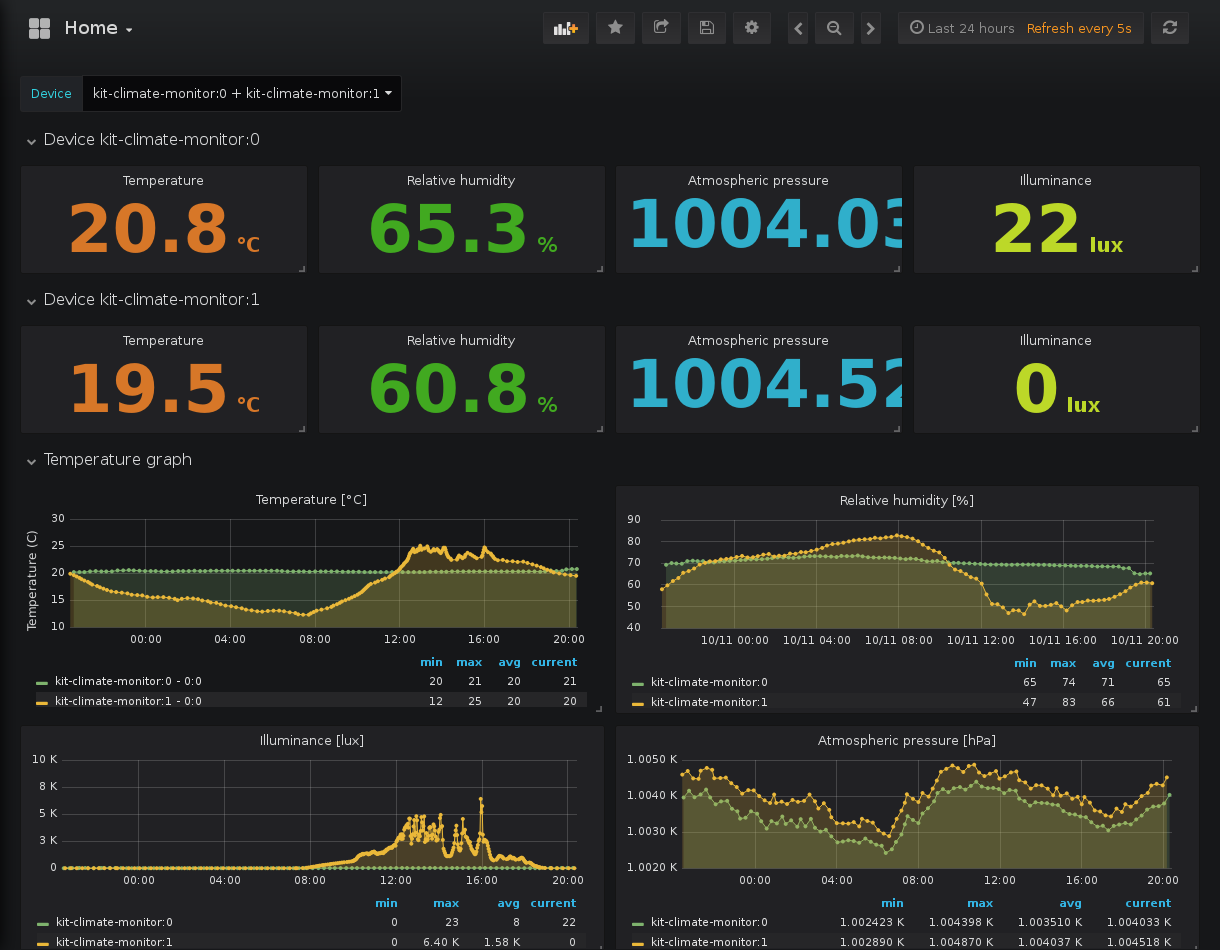 Home
Last 24 hours Refresh every 5s
Device kit-climate-monitor:0 + kit-climate-monitor:1
Device kit-climate-monitor:0
Temperature Relative humidity Atmospheric pressure Illuminance
20.8 °C 65.3 % 1004.03 22 lux
Device kit-climate-monitor:1
Temperature Relative humidity Atmospheric pressure Illuminance
19.5 °C 60.8 % 1004.52 0 lux
Temperature graph
Temperature [°C]
Temperature (C)
30
25
20
15
10
00:00 04:00 08:00 12:00 16:00 20:00
min max avg current
kit-climate-monitor:0 - 0:0 20 21 20 21
kit-climate-monitor:1 - 0:0 12 25 20 20
Relative humidity [%]
90
80
70
60
50
40
10/11 00:00 10/11 04:00 10/11 08:00 10/11 12:00 10/11 16:00 10/11 20:00
min max avg current
kit-climate-monitor:0 65 74 71 65
kit-climate-monitor:1 47 83 66 61
Illuminance [lux]
10 K
8 K
5 K
3 K
0
00:00 04:00 08:00 12:00 16:00 20:00
min max avg current
kit-climate-monitor:0 0 23 8 22
kit-climate-monitor:1 0 6.40 K 1.58 K 0
Atmospheric pressure [hPa]
1.0050 K
1.0040 K
1.0030 K
1.0020 K
00:00 04:00 08:00 12:00 16:00 20:00
min max avg current
kit-climate-monitor:0 1.002423 K 1.004398 K 1.003510 K 1.004033 K
kit-climate-monitor:1 1.002890 K 1.004870 K 1.004037 K 1.004518 K